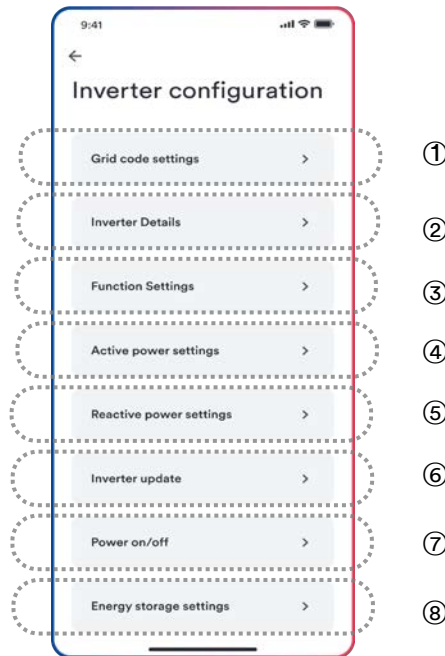 9:41
Inverter configuration
Grid code settings
①
Inverter Details
②
Function Settings
③
Active power settings
④
Reactive power settings
⑤
Inverter update
⑥
Power on/off
⑦
Energy storage settings
⑧